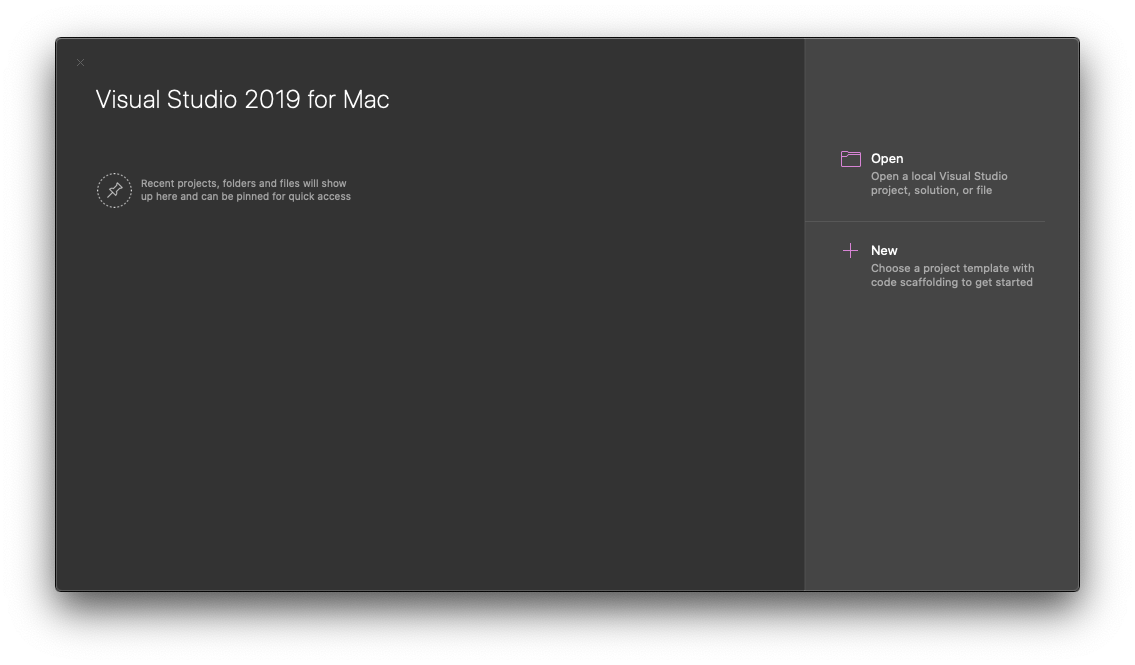 Visual Studio 2019 for Mac
Recent projects, folders and files will show
up here and can be pinned for quick access
Open
Open a local Visual Studio
project, solution, or file
New
Choose a project template with
code scaffolding to get started